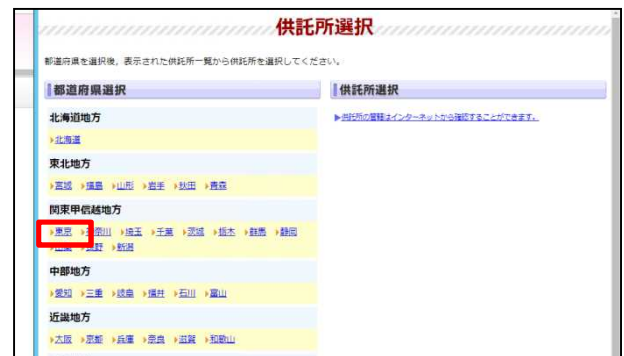 供託所選択
都道府県を選択後、表示された供託所一覧から供託所を選択してください。
都道府県選択
供託所選択
北海道地方
▶北海道
▶供託所の管轄はインターネットから確認することができます。
東北地方
▶宮城 ▶福島 ▶山形 ▶岩手 ▶秋田 ▶青森
関東甲信越地方
▶東京 ▶神奈川 ▶埼玉 ▶千葉 ▶茨城 ▶栃木 ▶群馬 ▶静岡
▶山梨 ▶長野 ▶新潟
中部地方
▶愛知 ▶三重 ▶岐阜 ▶福井 ▶石川 ▶富山
近畿地方
▶大阪 ▶京都 ▶兵庫 ▶奈良 ▶滋賀 ▶和歌山